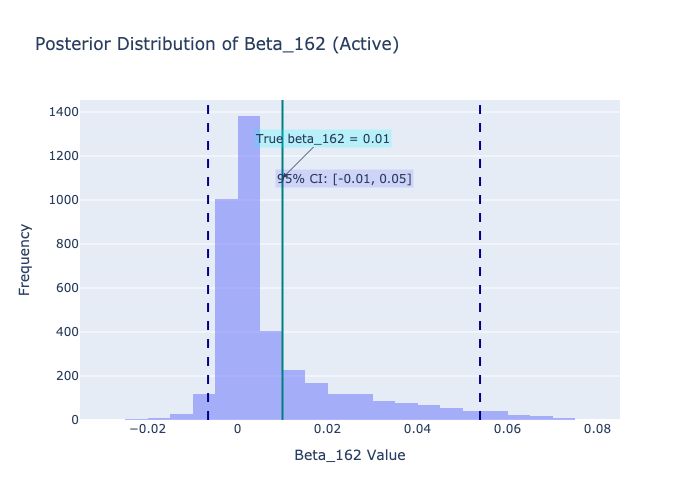 Posterior Distribution of Beta_162 (Active)
1400
1200
1000
800
600
400
200
0
Frequency
True beta_162 = 0.01
95% CI: [-0.01, 0.05]
−0.02
0
0.02
0.04
0.06
0.08
Beta_162 Value